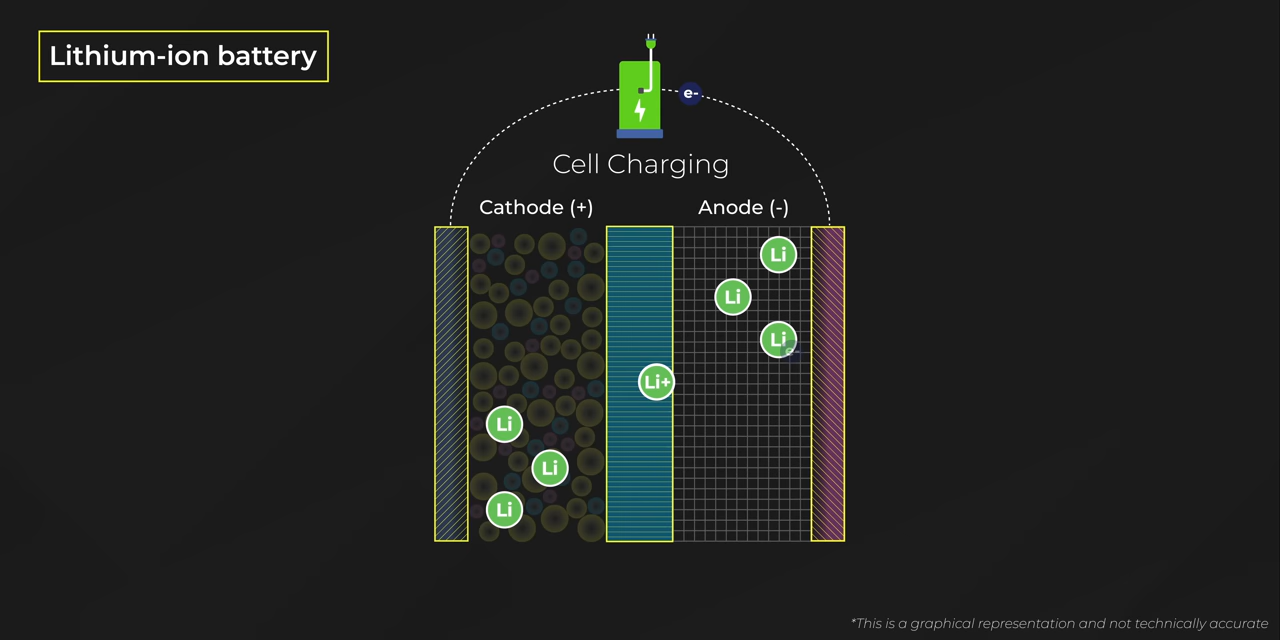 Lithium-ion battery
e-
Cell Charging
Cathode (+)
Anode (-)
Li
Li
Li
e-
Li+
Li
Li
Li
*This is a graphical representation and not technically accurate